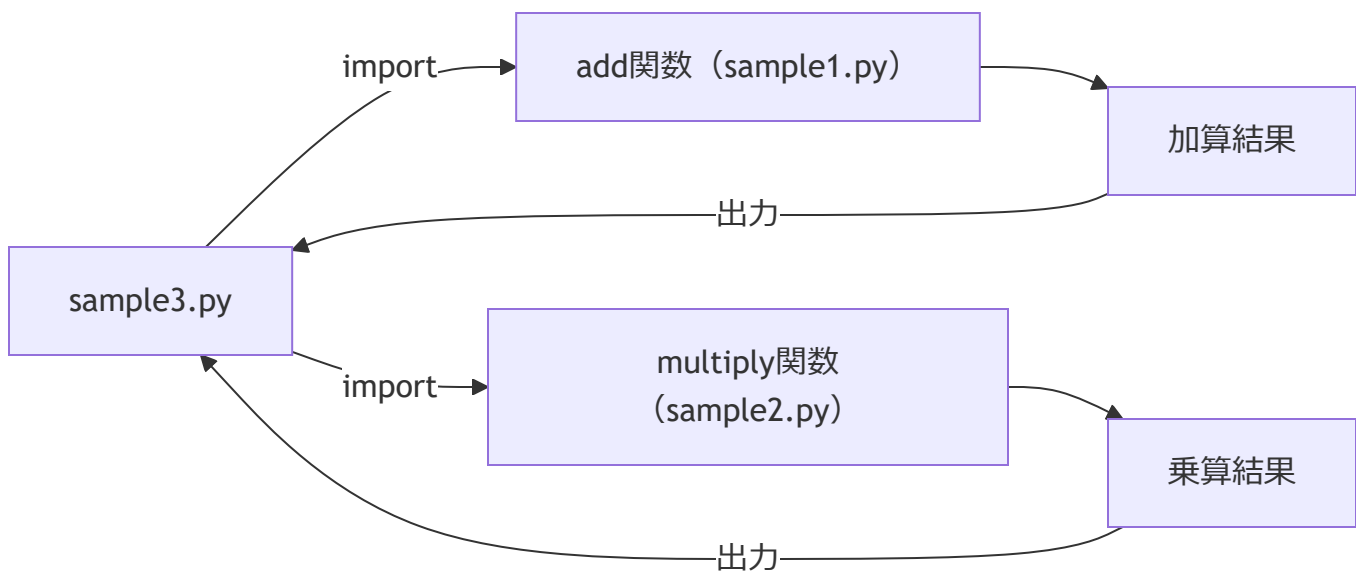 import
add関数（sample1.py）
加算結果
出力
sample3.py
import
multiply関数
（sample2.py）
乗算結果
出力